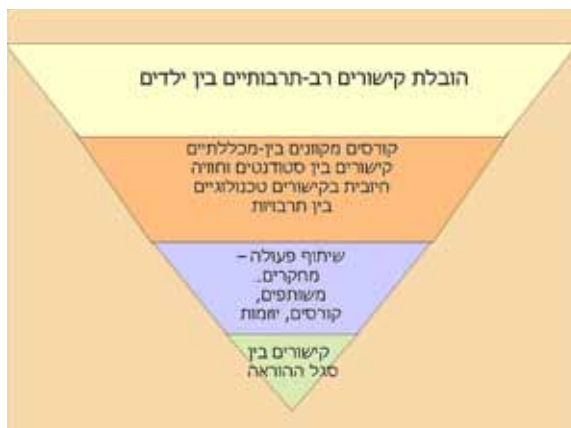 הובלת קישורים רב-תרבותיים בין ילדים
קורסים מקוונים בין-מכללתיים
קישורים בין סטודנטים וחוויה
חיובית בקישורים טכנולוגיים
בין תרבויות
שיתוף פעולה –
מחקרים..
משותפים,
קורסים, יוזמות
קישורים בין
סגל ההוראה